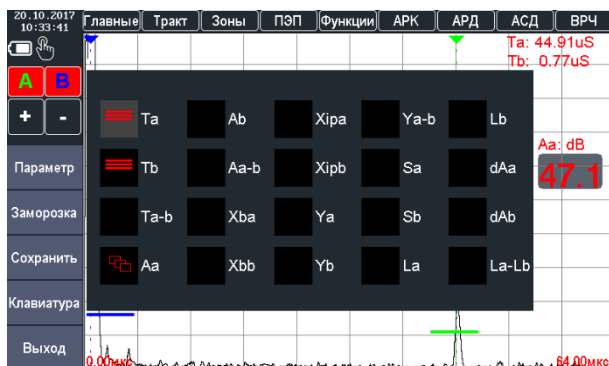 20.10.2017
10:33:41
Главные Тракт Зоны ПЭП Функции АРК АРД АСД ВРЧ
Ta: 44.91uS
Tb: 0.77uS
A B
+ -
Параметр
Заморозка
Сохранить
Клавиатура
Выход
Ta Ab Xipa Ya-b Lb
Tb Aa-b Xipb Sa dAa
Ta-b Xba Ya Sb dAb
Aa Xbb Yb La La-Lb
Aa: dB
47.1
0.00мкс 64.00мкс